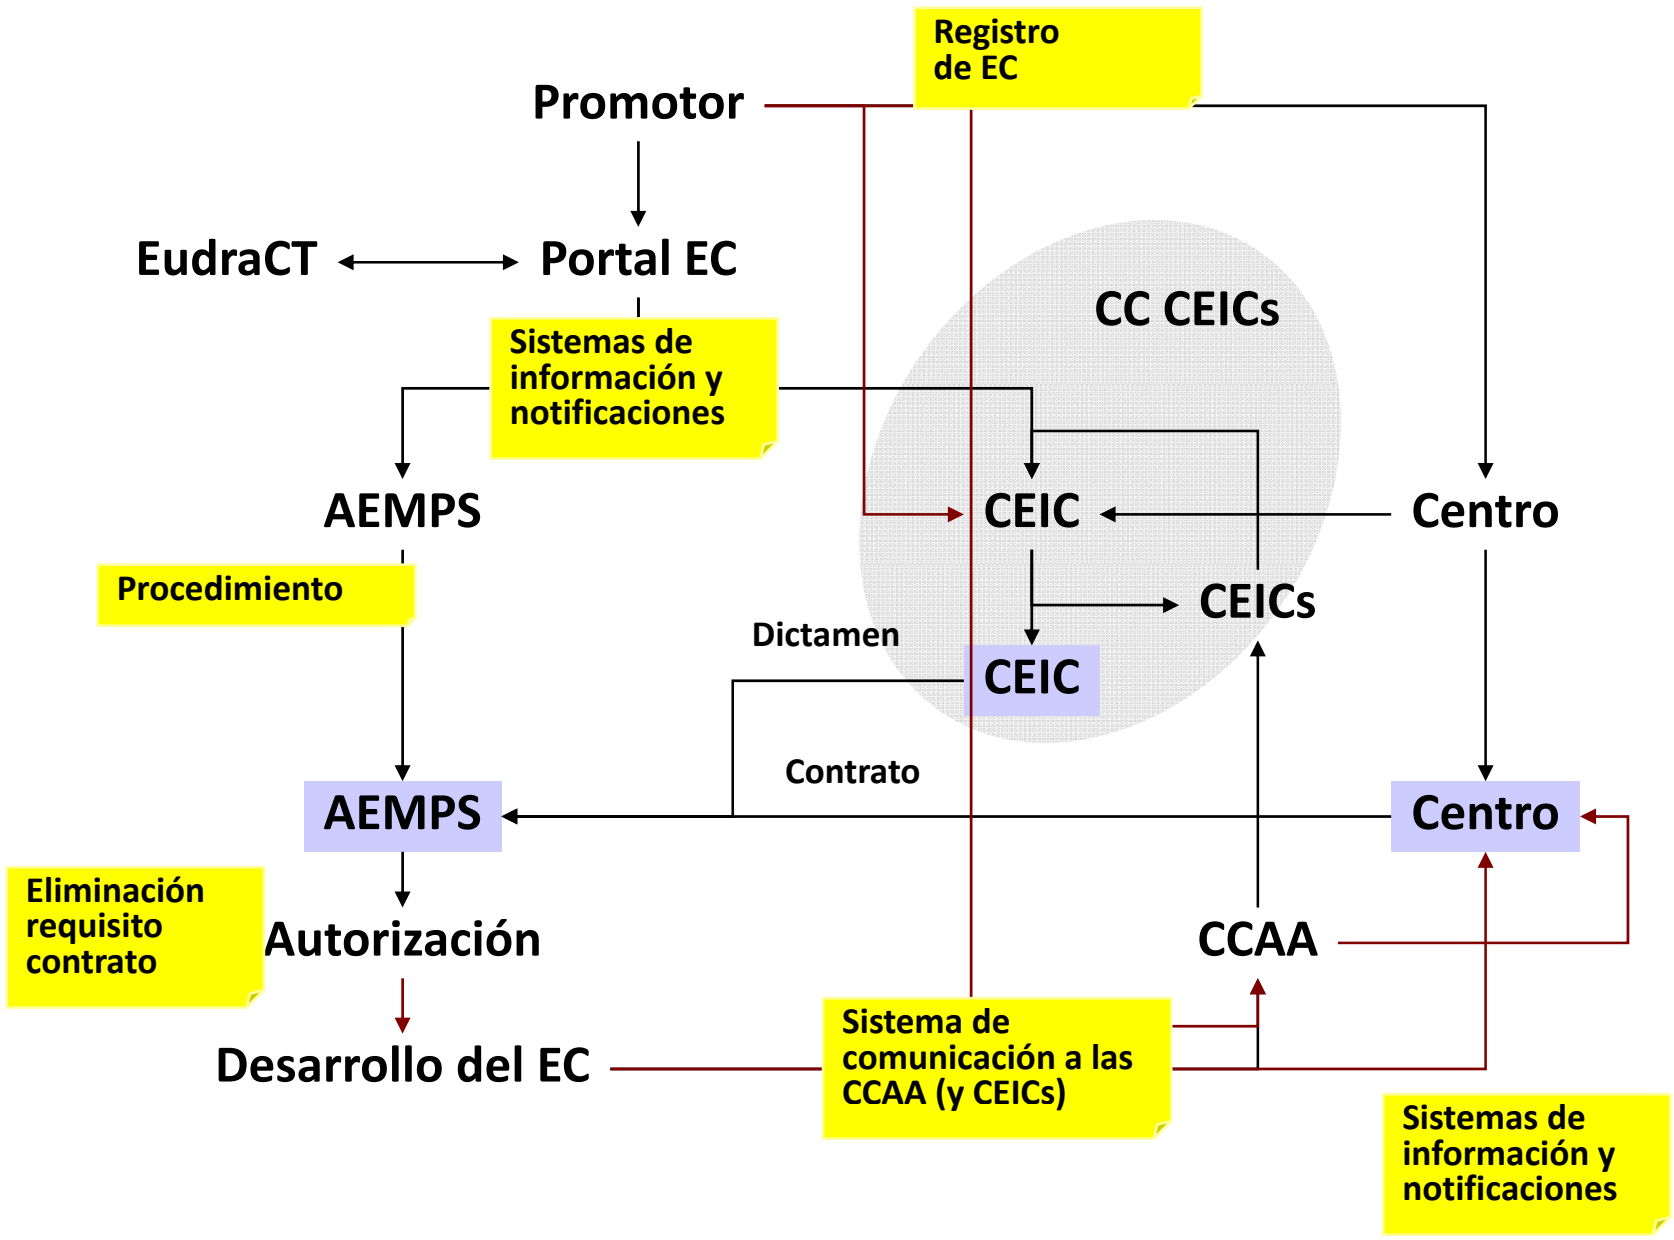 Registro
de EC
Promotor
EudraCT
Portal EC
CC CEICs
Sistemas de
información y
notificaciones
AEMPS
CEIC
Centro
Procedimiento
CEICs
Dictamen
CEIC
Contrato
AEMPS
Centro
Eliminación
requisito
contrato
Autorización
CCAA
Desarrollo del EC
Sistema de
comunicación a las
CCAA (y CEICs)
Sistemas de
información y
notificaciones